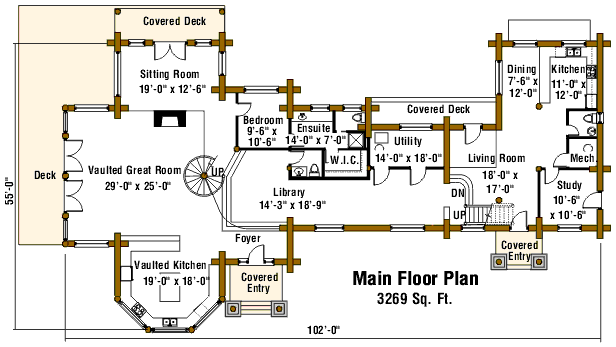 Covered Deck
Sitting Room
19'-0" x 12'-6"
Dining
7'-6" x
12'-0"
Kitchen
11'-0" x
12'-0"
Bedroom
9'-6" x
10'-6"
Ensuite
14'-0" x 7'-0"
Covered Deck
Utility
14'-0" x 18'-0"
W.I.C.
Mech.
Deck
Vaulted Great Room
29'-0" x 25'-0"
UP
Living Room
18'-0" x
17'-0"
Library
14'-3" x 18'-9"
DN
UP
Study
10'-6"
x 10'-6"
55'-0"
Foyer
Vaulted Kitchen
19'-0" x 18'-0"
Covered
Entry
Covered
Entry
Main Floor Plan
3269 Sq. Ft.
102'-0"